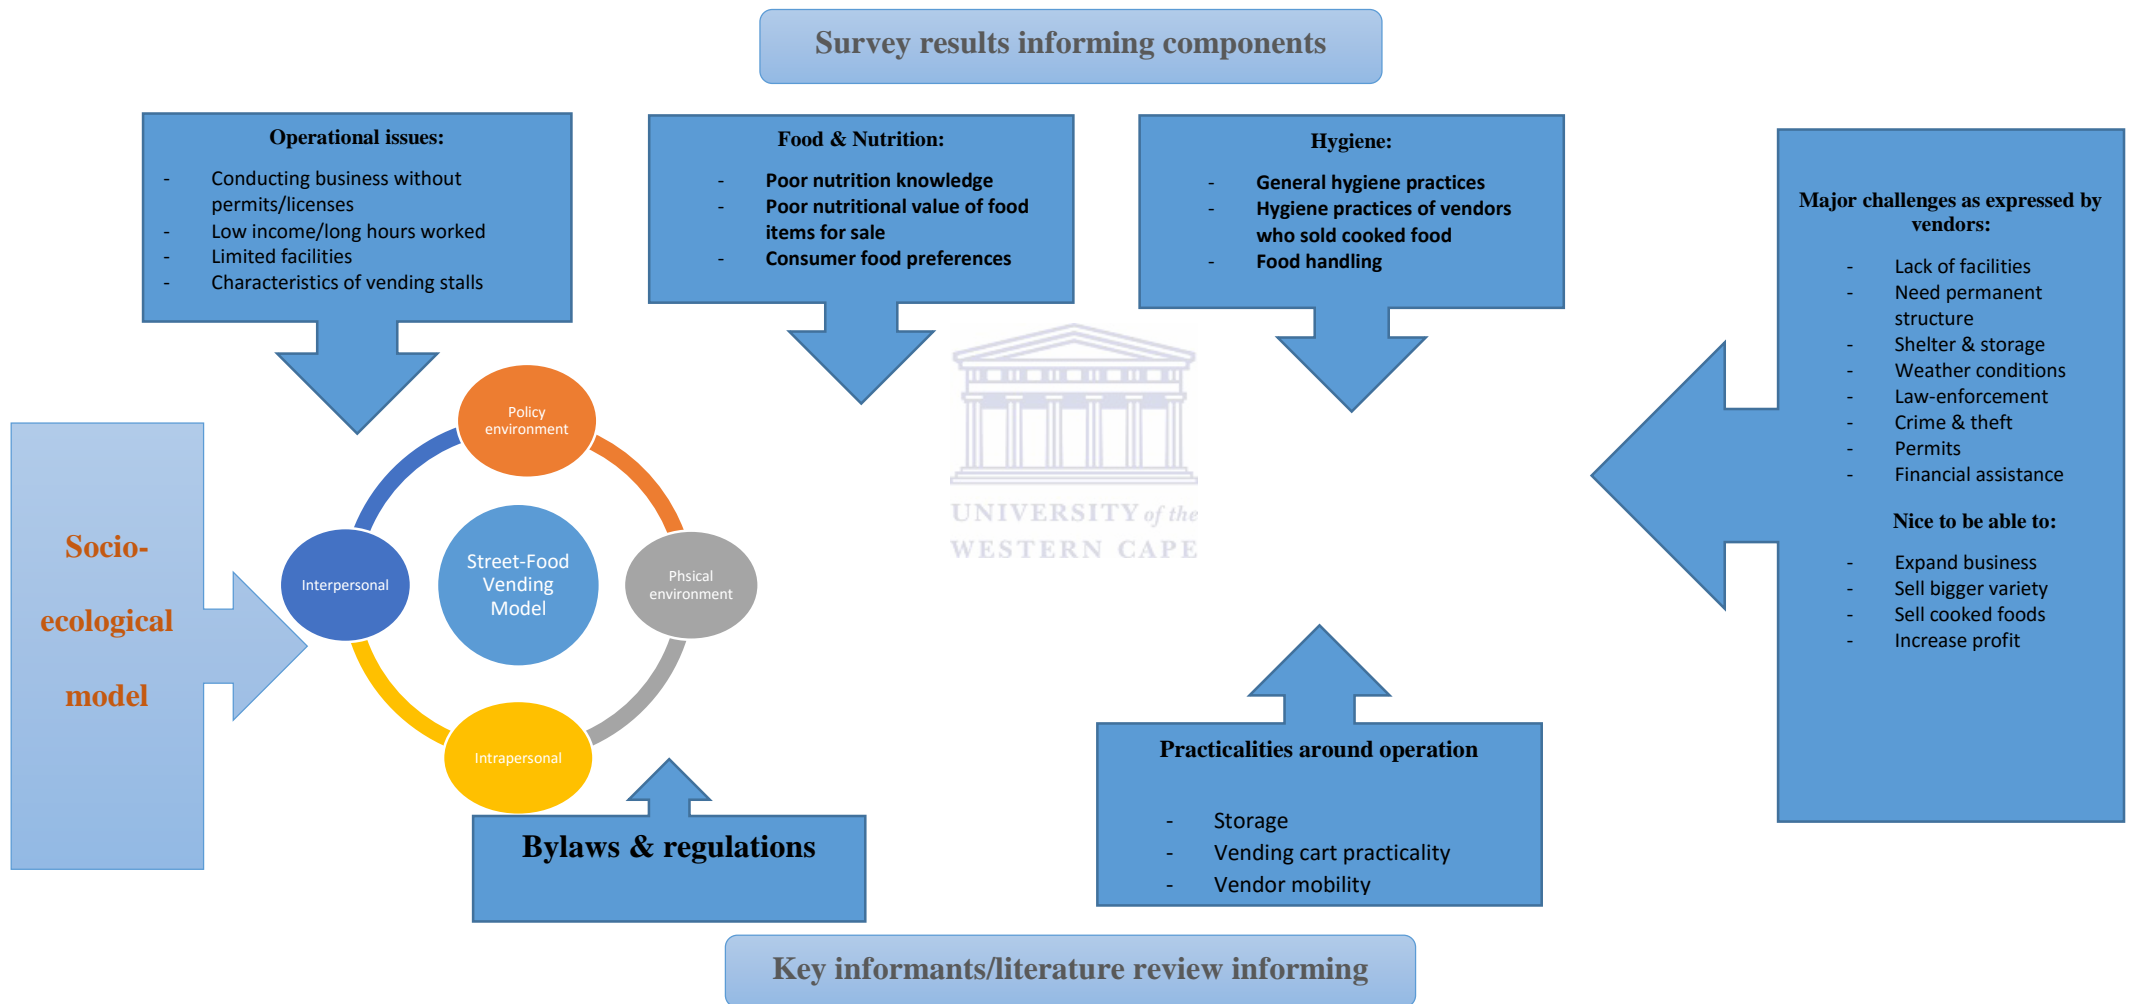 Survey results informing components
Operational issues:
- Conducting business without
permits/licenses
- Low income/long hours worked
- Limited facilities
- Characteristics of vending stalls
Food & Nutrition:
- Poor nutrition knowledge
- Poor nutritional value of food
items for sale
- Consumer food preferences
Hygiene:
- General hygiene practices
- Hygiene practices of vendors
who sold cooked food
- Food handling
Major challenges as expressed by
vendors:
- Lack of facilities
- Need permanent
structure
- Shelter & storage
- Weather conditions
- Law-enforcement
- Crime & theft
- Permits
- Financial assistance
Nice to be able to:
- Expand business
- Sell bigger variety
- Sell cooked foods
- Increase profit
Socio-
ecological
model
Policy
environment
Interpersonal
Street-Food
Vending
Model
Phsical
environment
Intrapersonal
UNIVERSITY of the
WESTERN CAPE
Bylaws & regulations
Practicalities around operation
- Storage
- Vending cart practicality
- Vendor mobility
Key informants/literature review informing